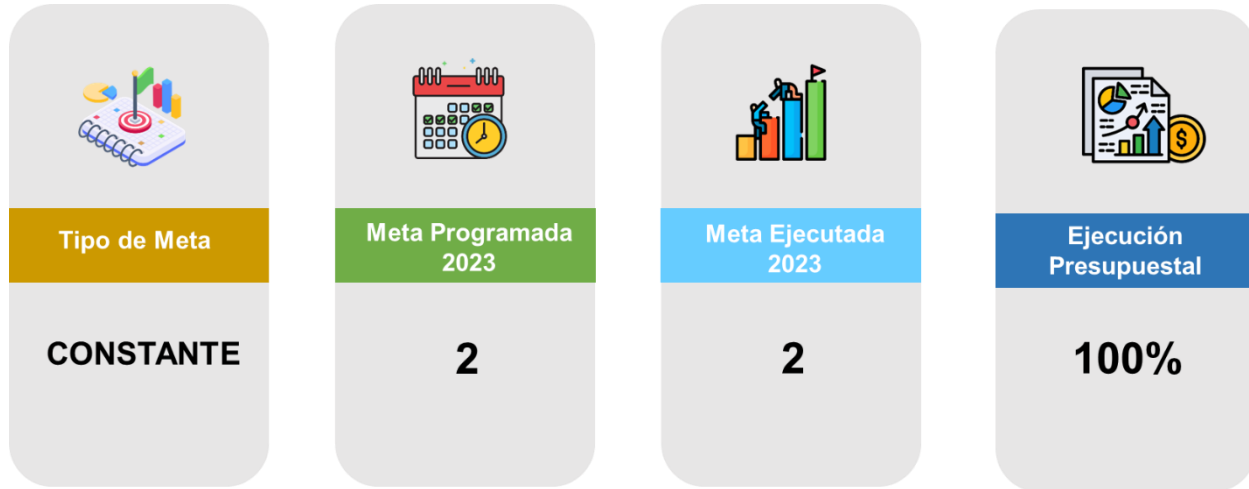 Tipo de Meta
CONSTANTE
Meta Programada
2023
2
Meta Ejecutada
2023
2
Ejecución
Presupuestal
100%